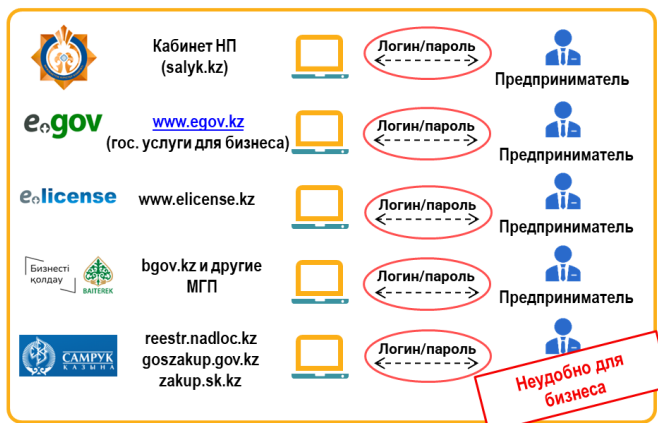 Кабинет НП
(salyk.kz)
Логин/пароль
Предприниматель
e.gov
www.egov.kz
(гос. услуги для бизнеса)
Логин/пароль
Предприниматель
e.license
www.elicense.kz
Логин/пароль
Предприниматель
Бизнесті
қолдау
BAITEREK
bgov.kz и другие
МГП
Логин/пароль
Предприниматель
САМРУК
ҚАЗЫНА
reestr.nadloc.kz
goszakup.gov.kz
zakup.sk.kz
Логин/пароль
Неудобно для
бизнеса